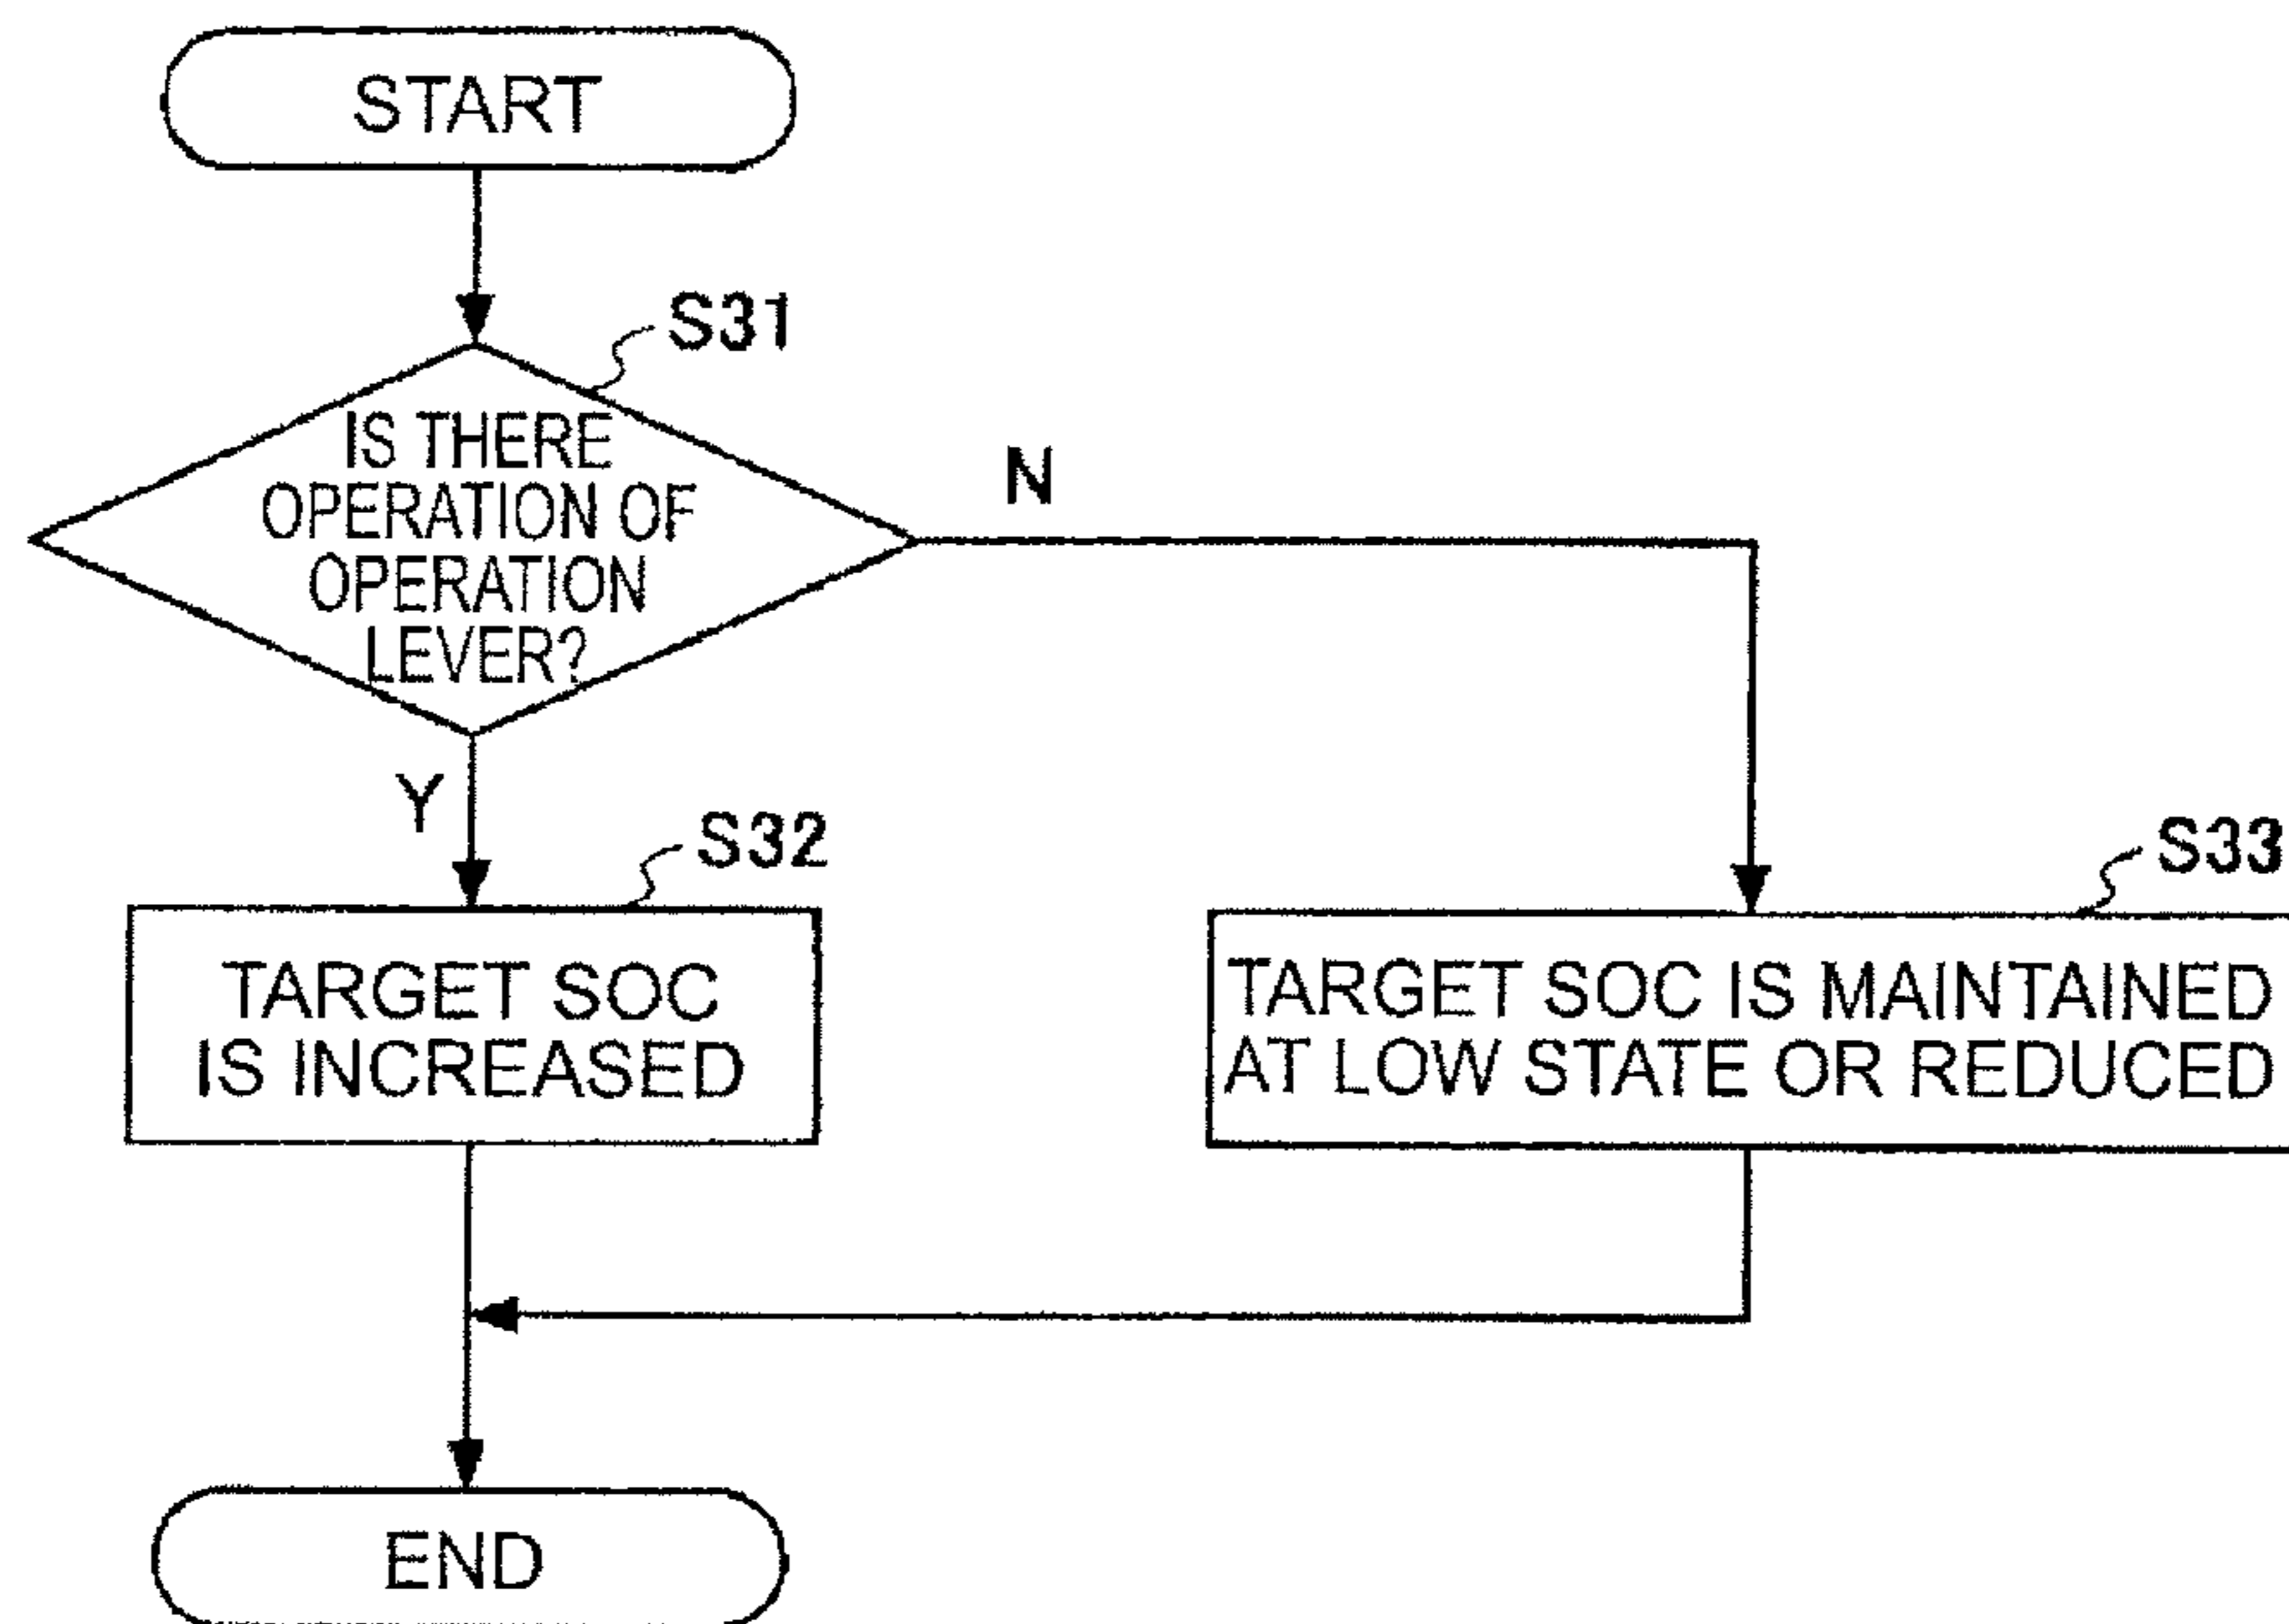 START
S31
IS THERE
OPERATION OF
OPERATION
LEVER?
N
Y
S32
S33
TARGET SOC
IS INCREASED
TARGET SOC IS MAINTAINED
AT LOW STATE OR REDUCED
END